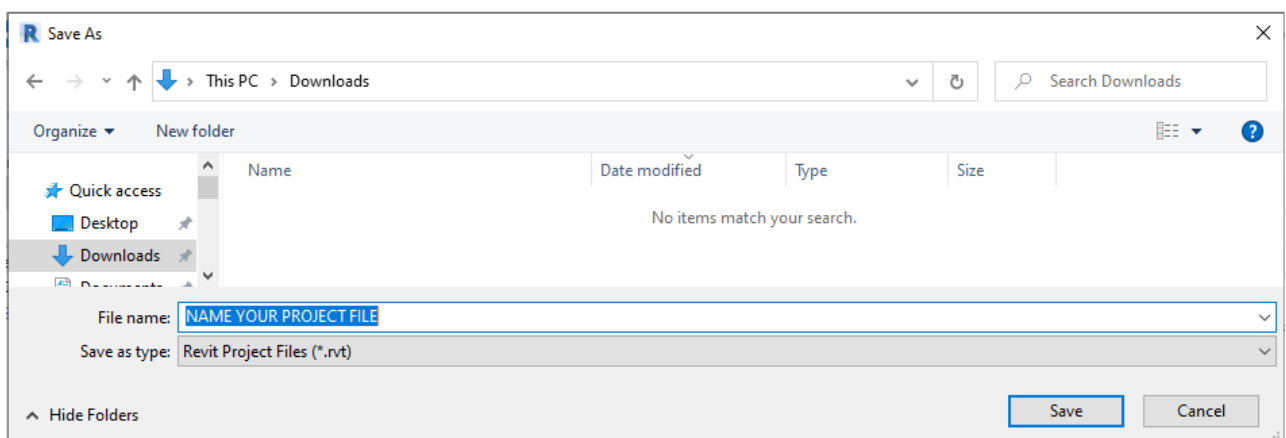 Save As
This PC > Downloads
Search Downloads
Organize
New folder
Name
Date modified
Type
Size
Quick access
No items match your search.
Desktop
Downloads
File name: NAME YOUR PROJECT FILE
Save as type: Revit Project Files (*.rvt)
Hide Folders
Save
Cancel